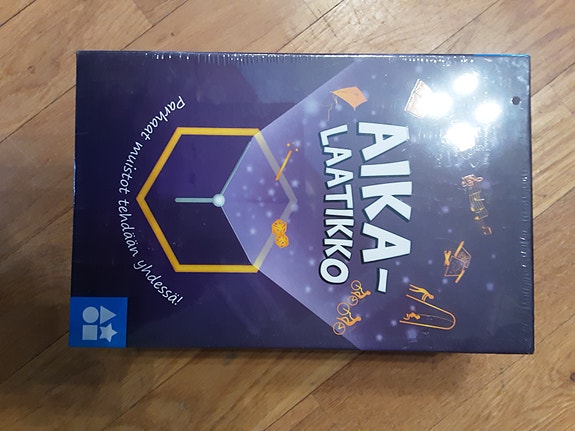 AIKA-
LAATIKKO
Parhaat muistot tehdään yhdessä!